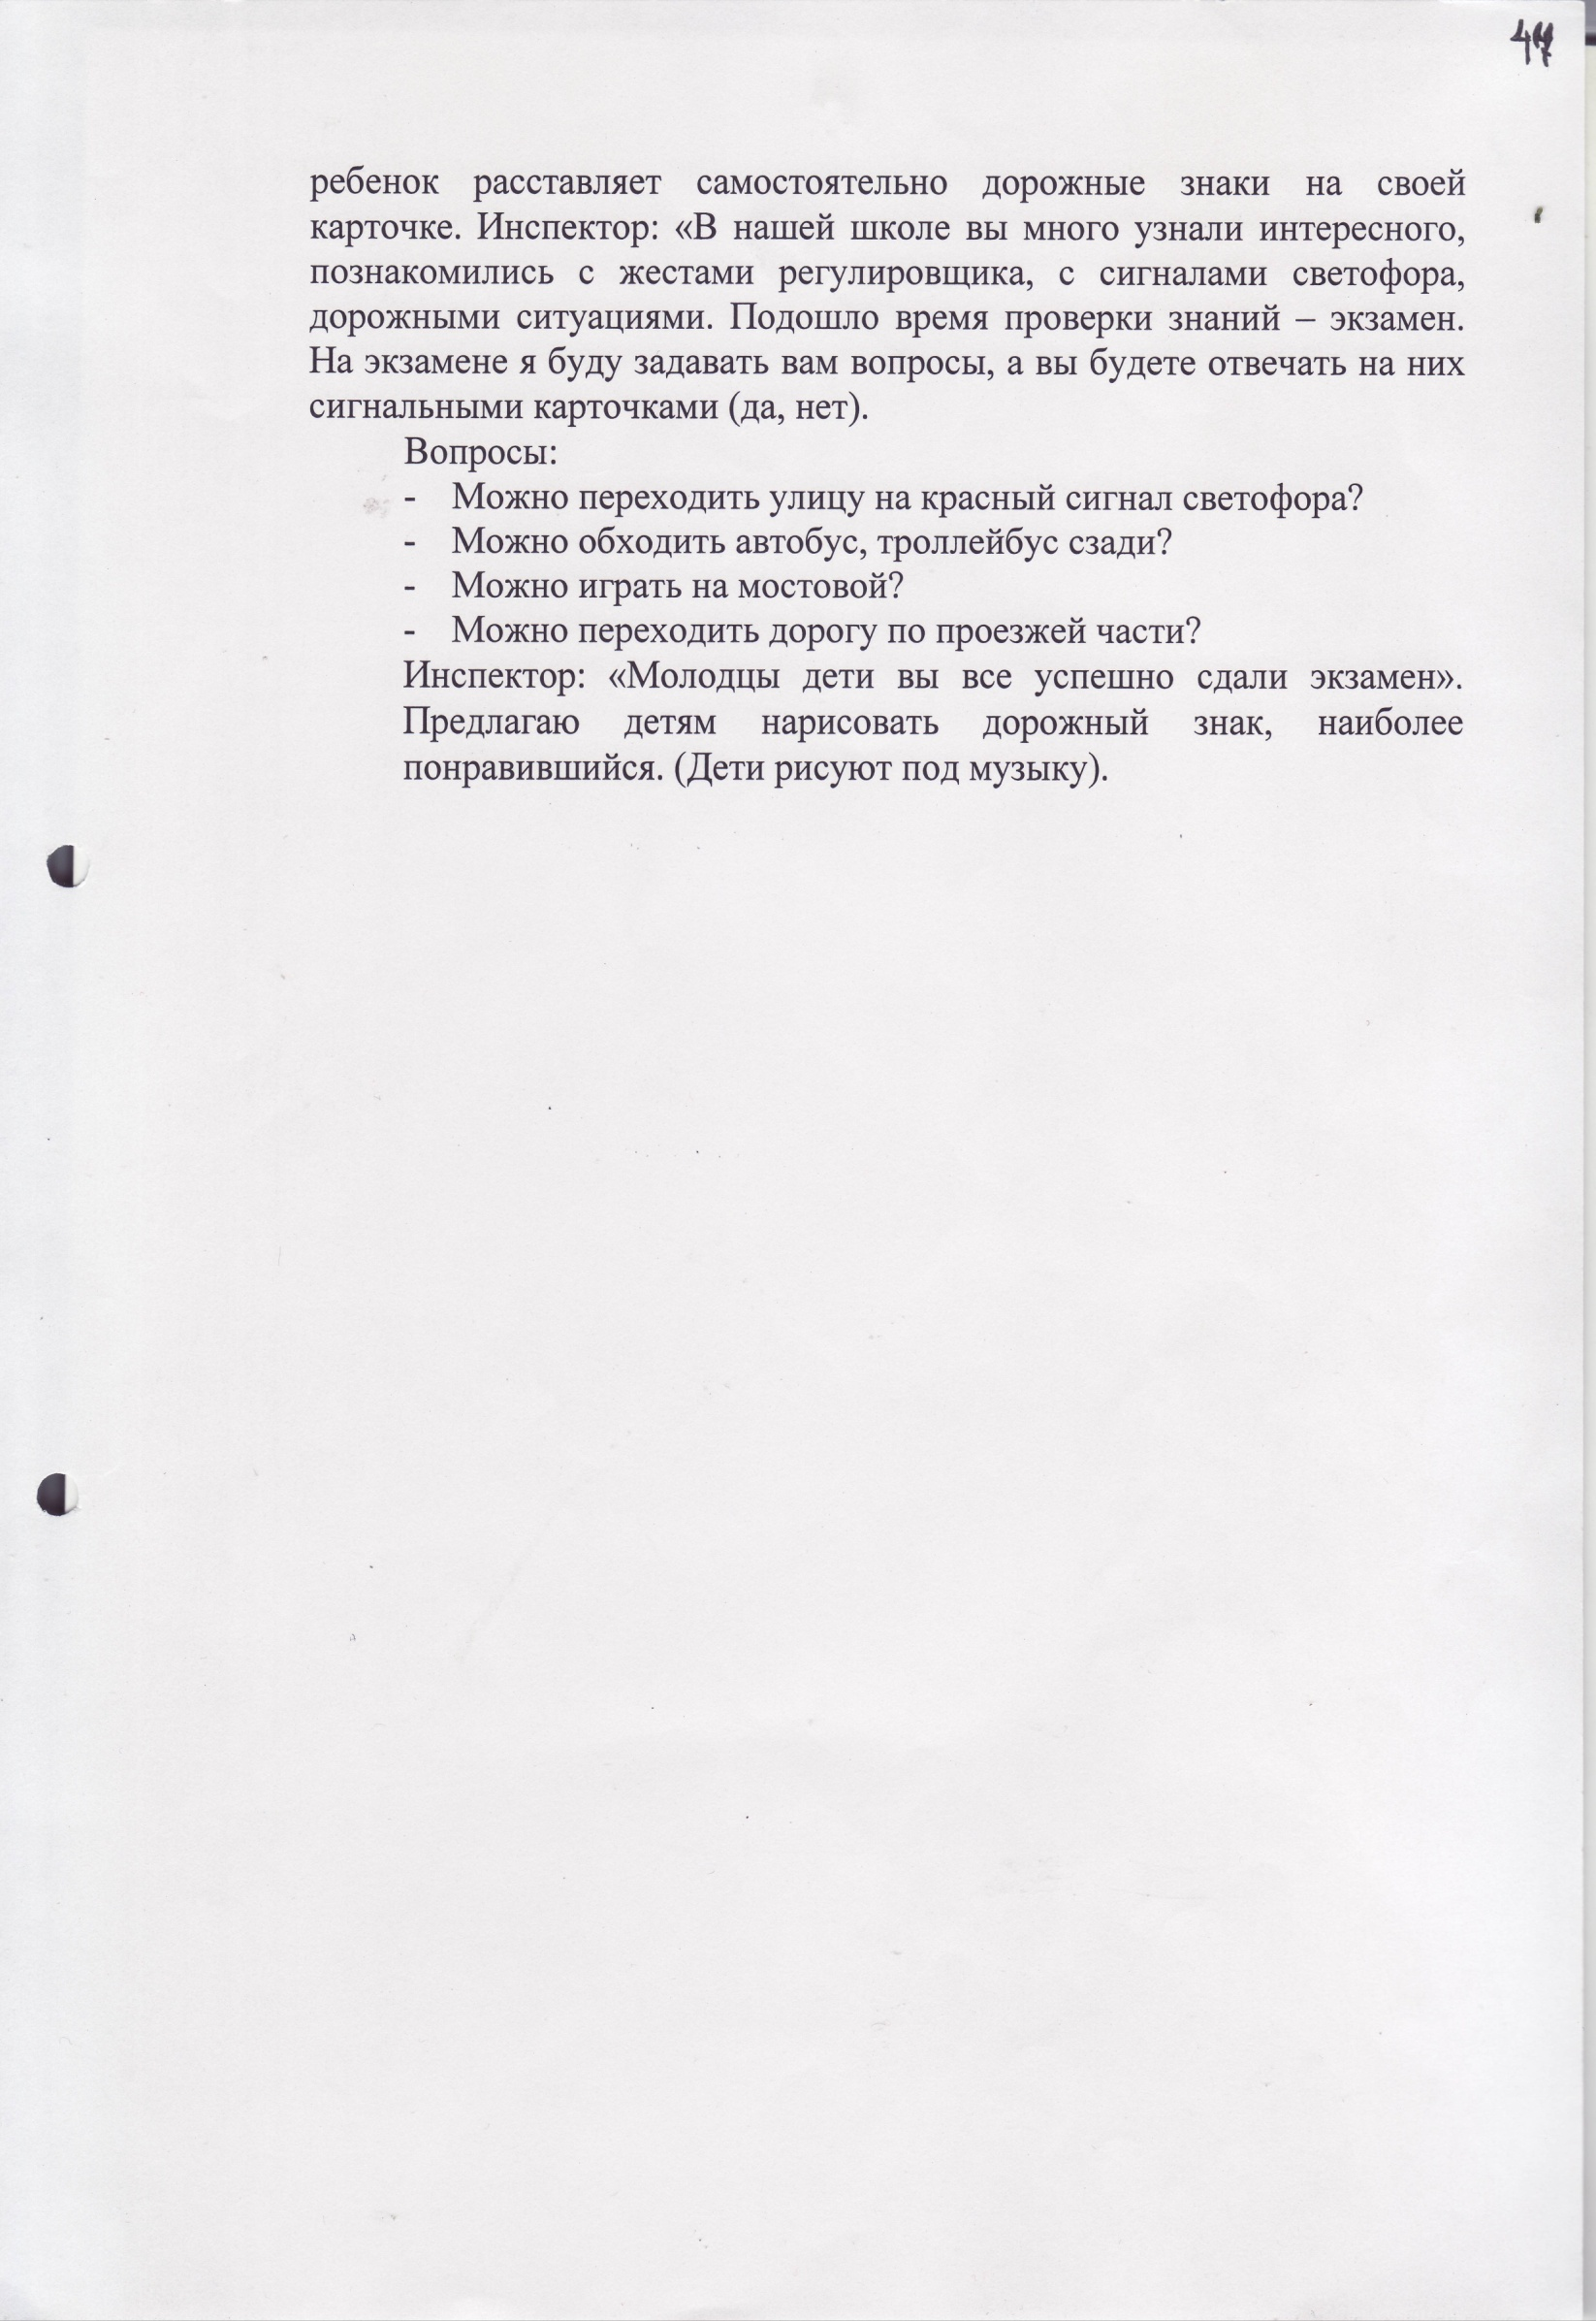 ребенок расставляет самостоятельно дорожные знаки на своей
карточке. Инспектор: «В нашей школе вы много узнали интересного,
познакомились с жестами регулировщика, с сигналами светофора,
дорожными ситуациями. Подошло время проверки знаний – экзамен.
На экзамене я буду задавать вам вопросы, а вы будете отвечать на них
сигнальными карточками (да, нет).
Вопросы:
- Можно переходить улицу на красный сигнал светофора?
- Можно обходить автобус, троллейбус сзади?
- Можно играть на мостовой?
- Можно переходить дорогу по проезжей части?
Инспектор: «Молодцы дети вы все успешно сдали экзамен».
Предлагаю детям нарисовать дорожный знак, наиболее
понравившийся. (Дети рисуют под музыку).